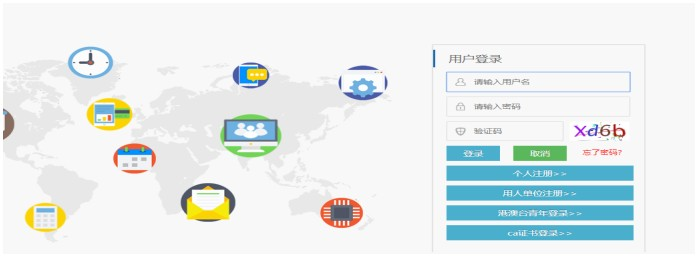 用户登录
请输入用户名
请输入密码
验证码 Xd6b
登录 取消 忘了密码?
个人注册>>
用人单位注册>>
港澳台青年登录>>
ca证书登录>>